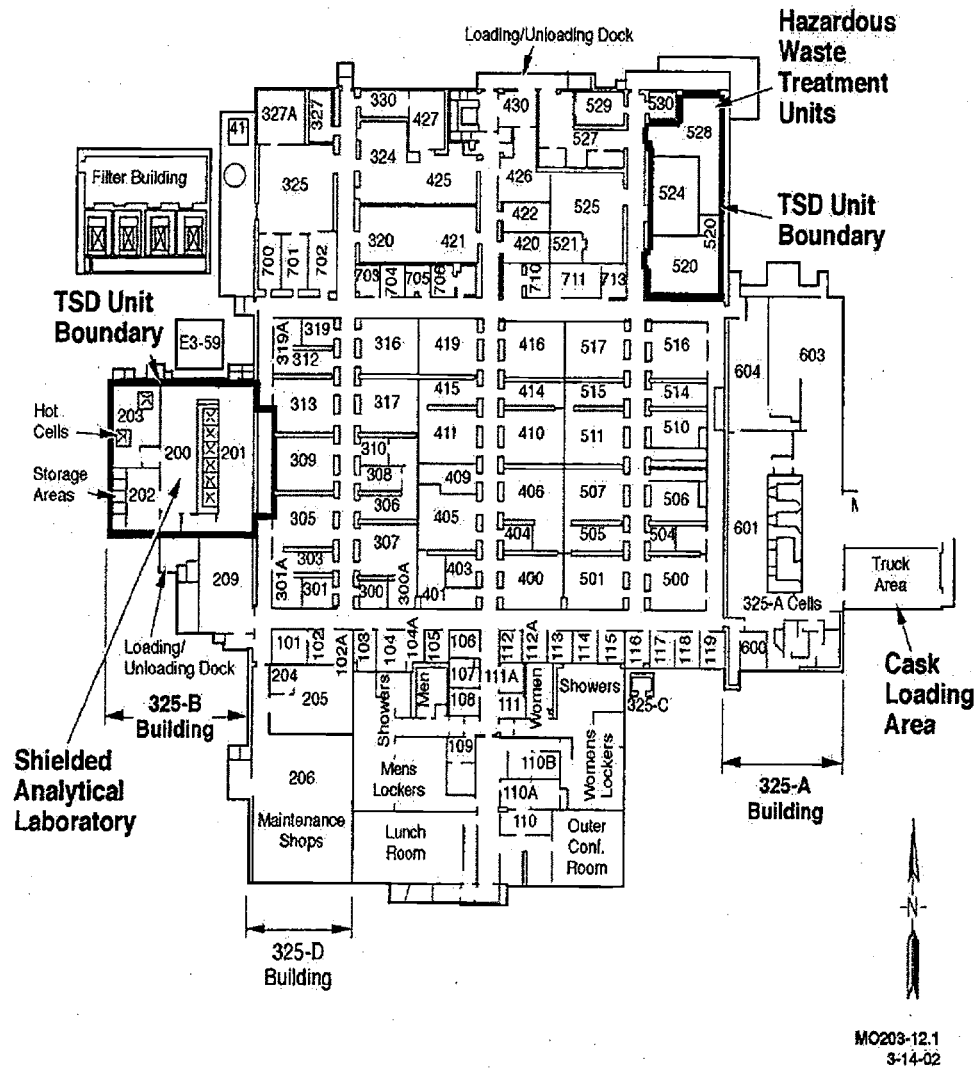 Loading/Unloading Dock
Hazardous
Waste
Treatment
Units
327A
327
330
427
430
529
530
528
41
324
527
Filter Building
325
425
426
524
525
TSD Unit
Boundary
422
320
421
420
521
520
520
700
701
702
703
704
705
706
710
711
713
TSD Unit
Boundary
E3-59
319A
319
312
316
419
416
517
516
604
603
415
414
515
514
Hot
Cells
203
313
317
510
200
201
310
411
410
511
Storage
Areas
202
309
308
409
306
406
507
506
305
405
601
307
404
505
504
303
301A
301
300
300A
403
401
400
501
500
209
Truck
Area
325-A Cells
Loading/
Unloading Dock
101
102
102A
103
104
104A
105
106
112
112A
113
114
115
116
117
118
119
600
Cask
Loading
Area
325-B
Building
204
205
Showers
Men
107
108
111A
111
Women
Showers
325-C
Shielded
Analytical
Laboratory
206
Mens
Lockers
109
110B
110A
Womens
Lockers
325-A
Building
Maintenance
Shops
Lunch
Room
110
Outer
Conf.
Room
N
325-D
Building
MO203-12.1
3-14-02